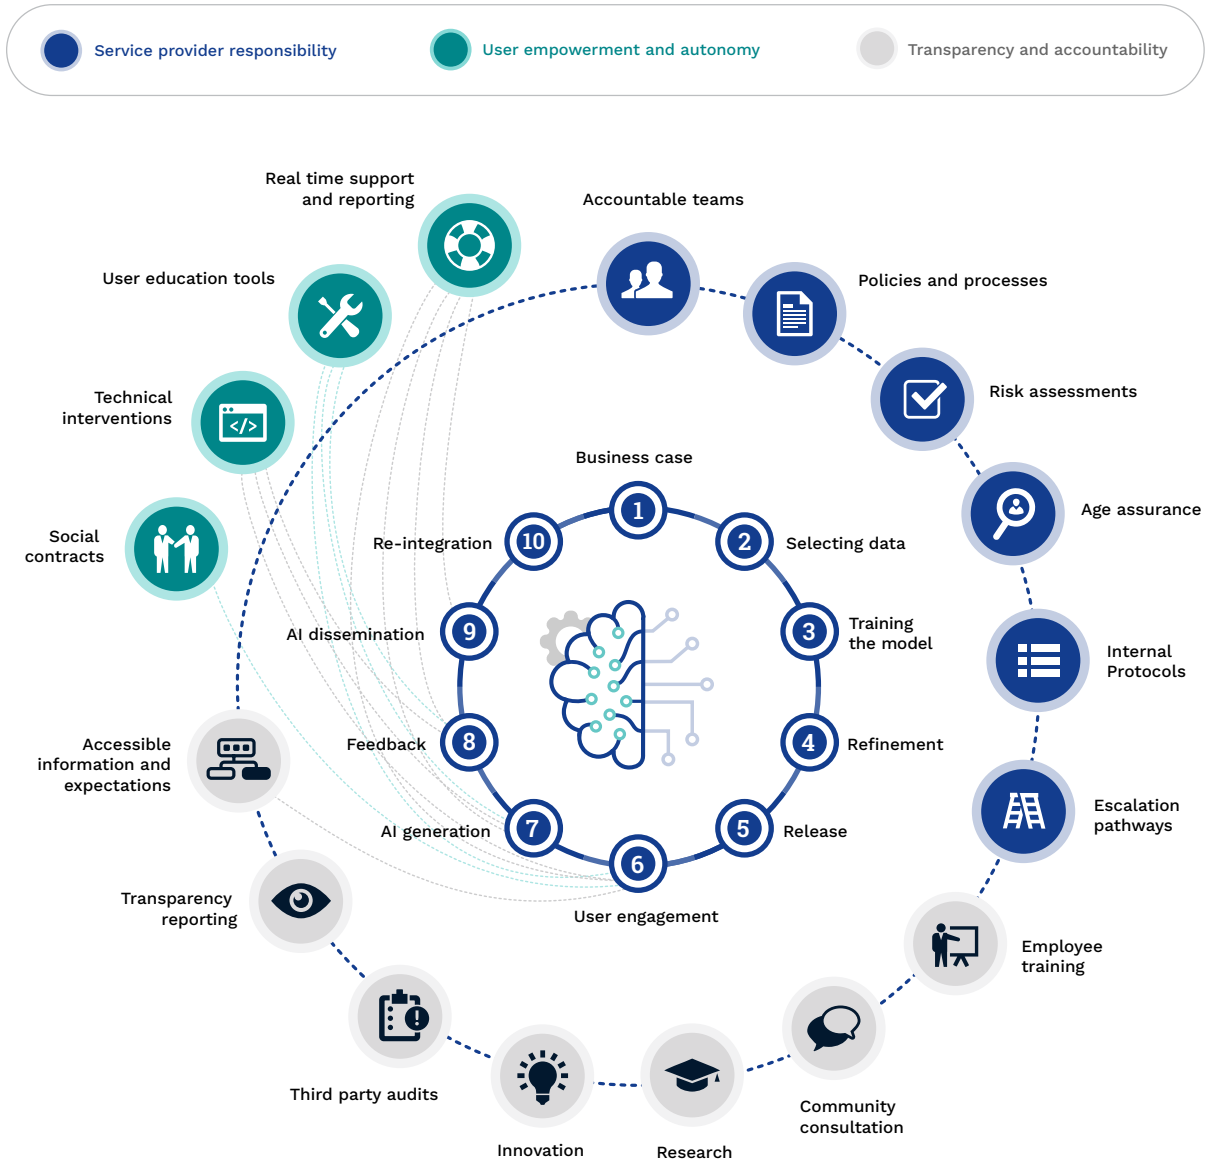 Service provider responsibility
User empowerment and autonomy
Transparency and accountability
Real time support
and reporting
Accountable teams
User education tools
Policies and processes
Technical
interventions
</>
Risk assessments
Business case
1
Age assurance
Social
contracts
Re-integration
10
2
Selecting data
AI dissemination
9
3
Training
the model
Internal
Protocols
Accessible
information and
expectations
Feedback
8
4
Refinement
Escalation
pathways
AI generation
7
5
Release
6
User engagement
Transparency
reporting
Employee
training
!
Third party audits
Community
consultation
Innovation
Research